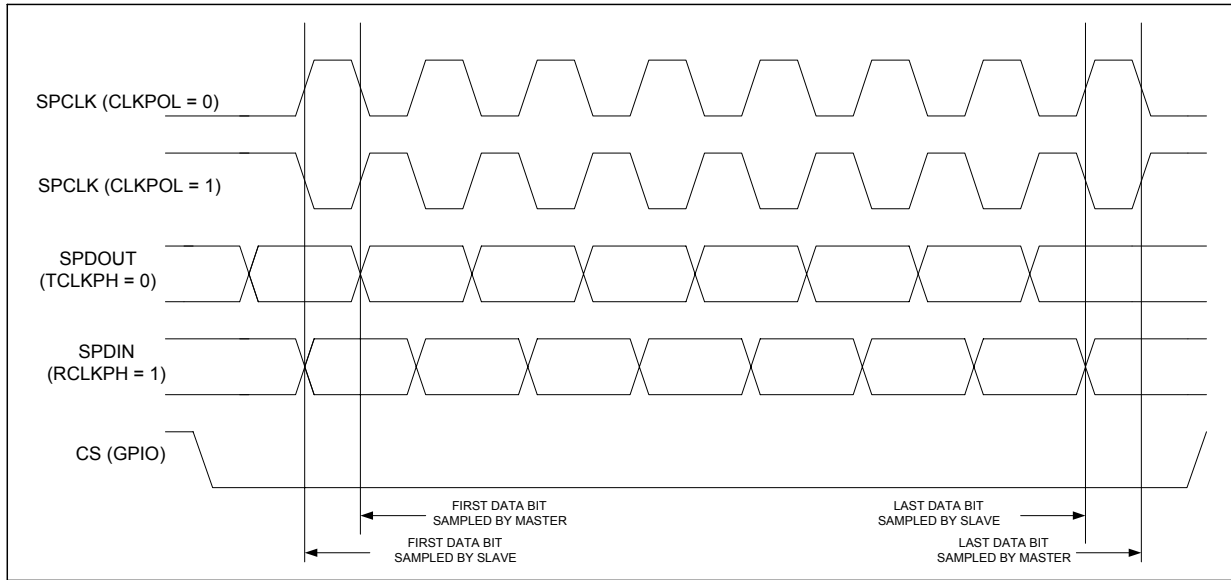 SPCLK (CLKPOL = 0)
SPCLK (CLKPOL = 1)
SPDOUT
(TCLKPH = 0)
SPDIN
(RCLKPH = 1)
CS (GPIO)
FIRST DATA BIT
SAMPLED BY MASTER
LAST DATA BIT
SAMPLED BY SLAVE
FIRST DATA BIT
SAMPLED BY SLAVE
LAST DATA BIT
SAMPLED BY MASTER